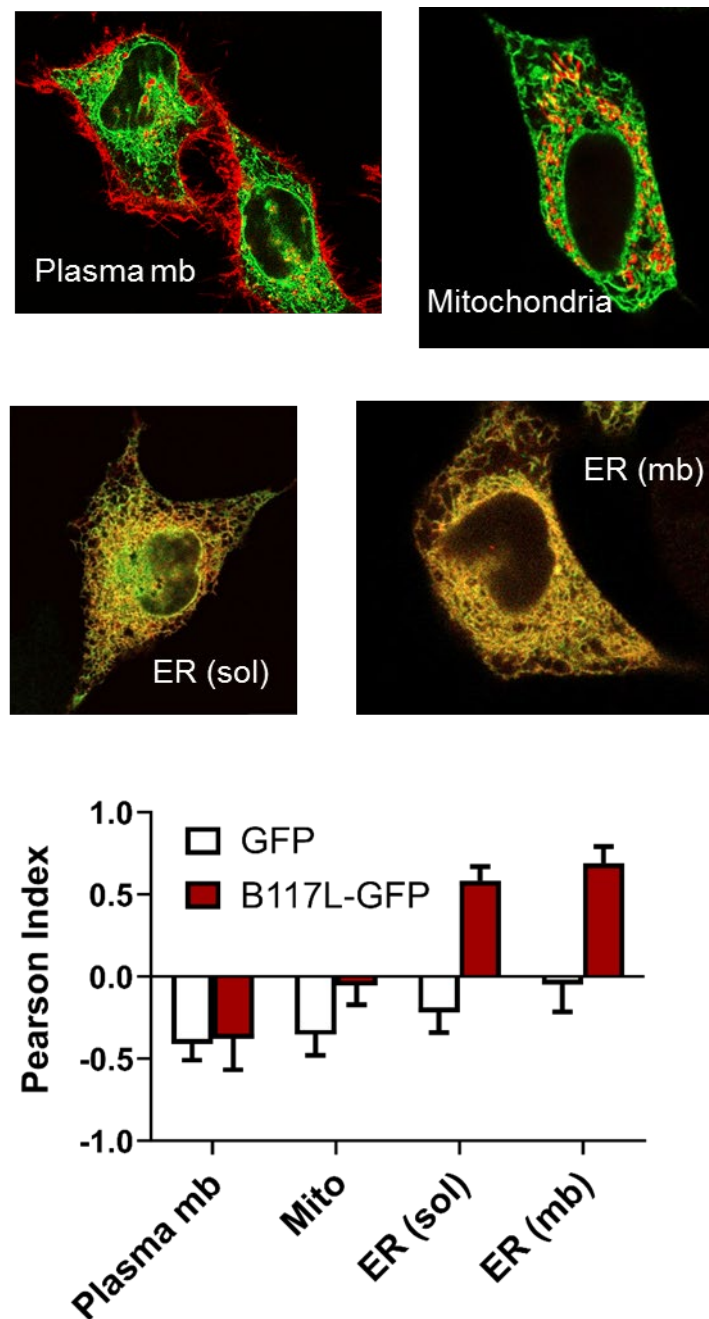 Plasma mb
Mitochondria
ER (sol)
ER (mb)
Pearson Index
1.0
0.5
0.0
-0.5
-1.0
GFP
B117L-GFP
Plasma mb
Mito
ER (sol)
ER (mb)